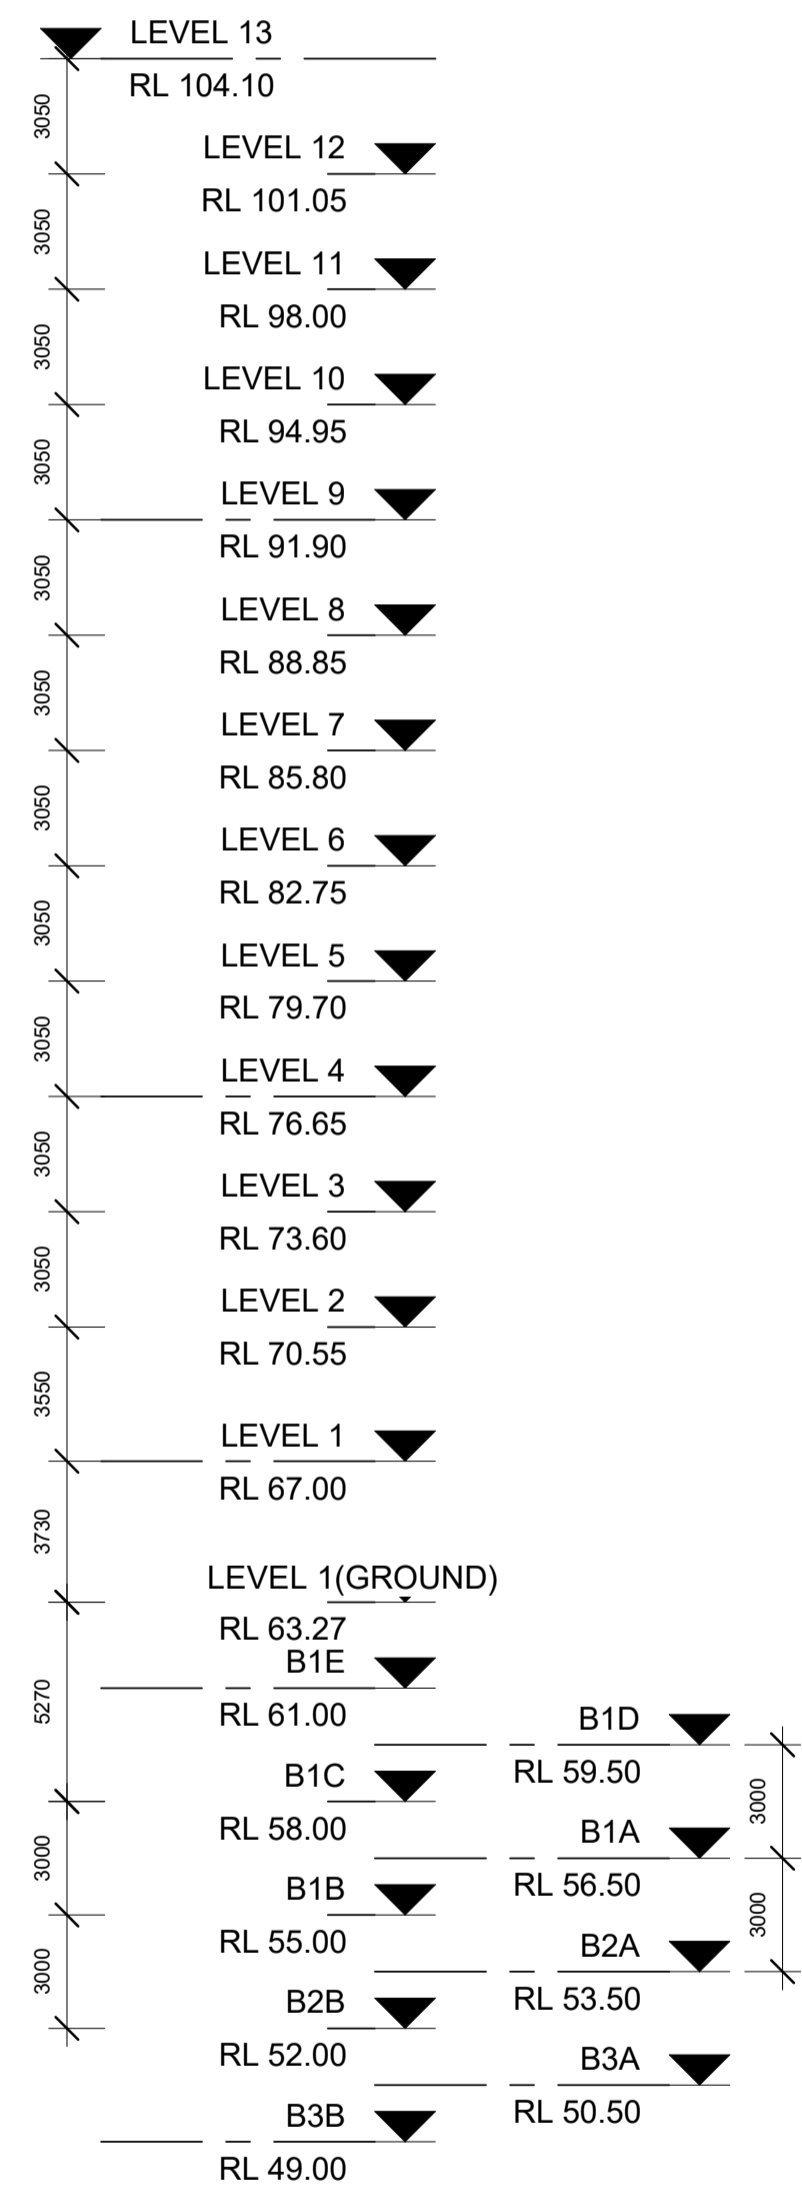 LEVEL 13
RL 104.10
3050
LEVEL 12
RL 101.05
3050
LEVEL 11
RL 98.00
3050
LEVEL 10
RL 94.95
3050
LEVEL 9
RL 91.90
3050
LEVEL 8
RL 88.85
3050
LEVEL 7
RL 85.80
3050
LEVEL 6
RL 82.75
3050
LEVEL 5
RL 79.70
3050
LEVEL 4
RL 76.65
3050
LEVEL 3
RL 73.60
3050
LEVEL 2
RL 70.55
3550
LEVEL 1
RL 67.00
3730
LEVEL 1(GROUND)
RL 63.27
B1E
RL 61.00
5270
B1D
RL 59.50
B1C
RL 58.00
3000
B1A
RL 56.50
3000
B1B
RL 55.00
3000
B2A
RL 53.50
3000
B2B
RL 52.00
B3A
RL 50.50
B3B
RL 49.00
3050